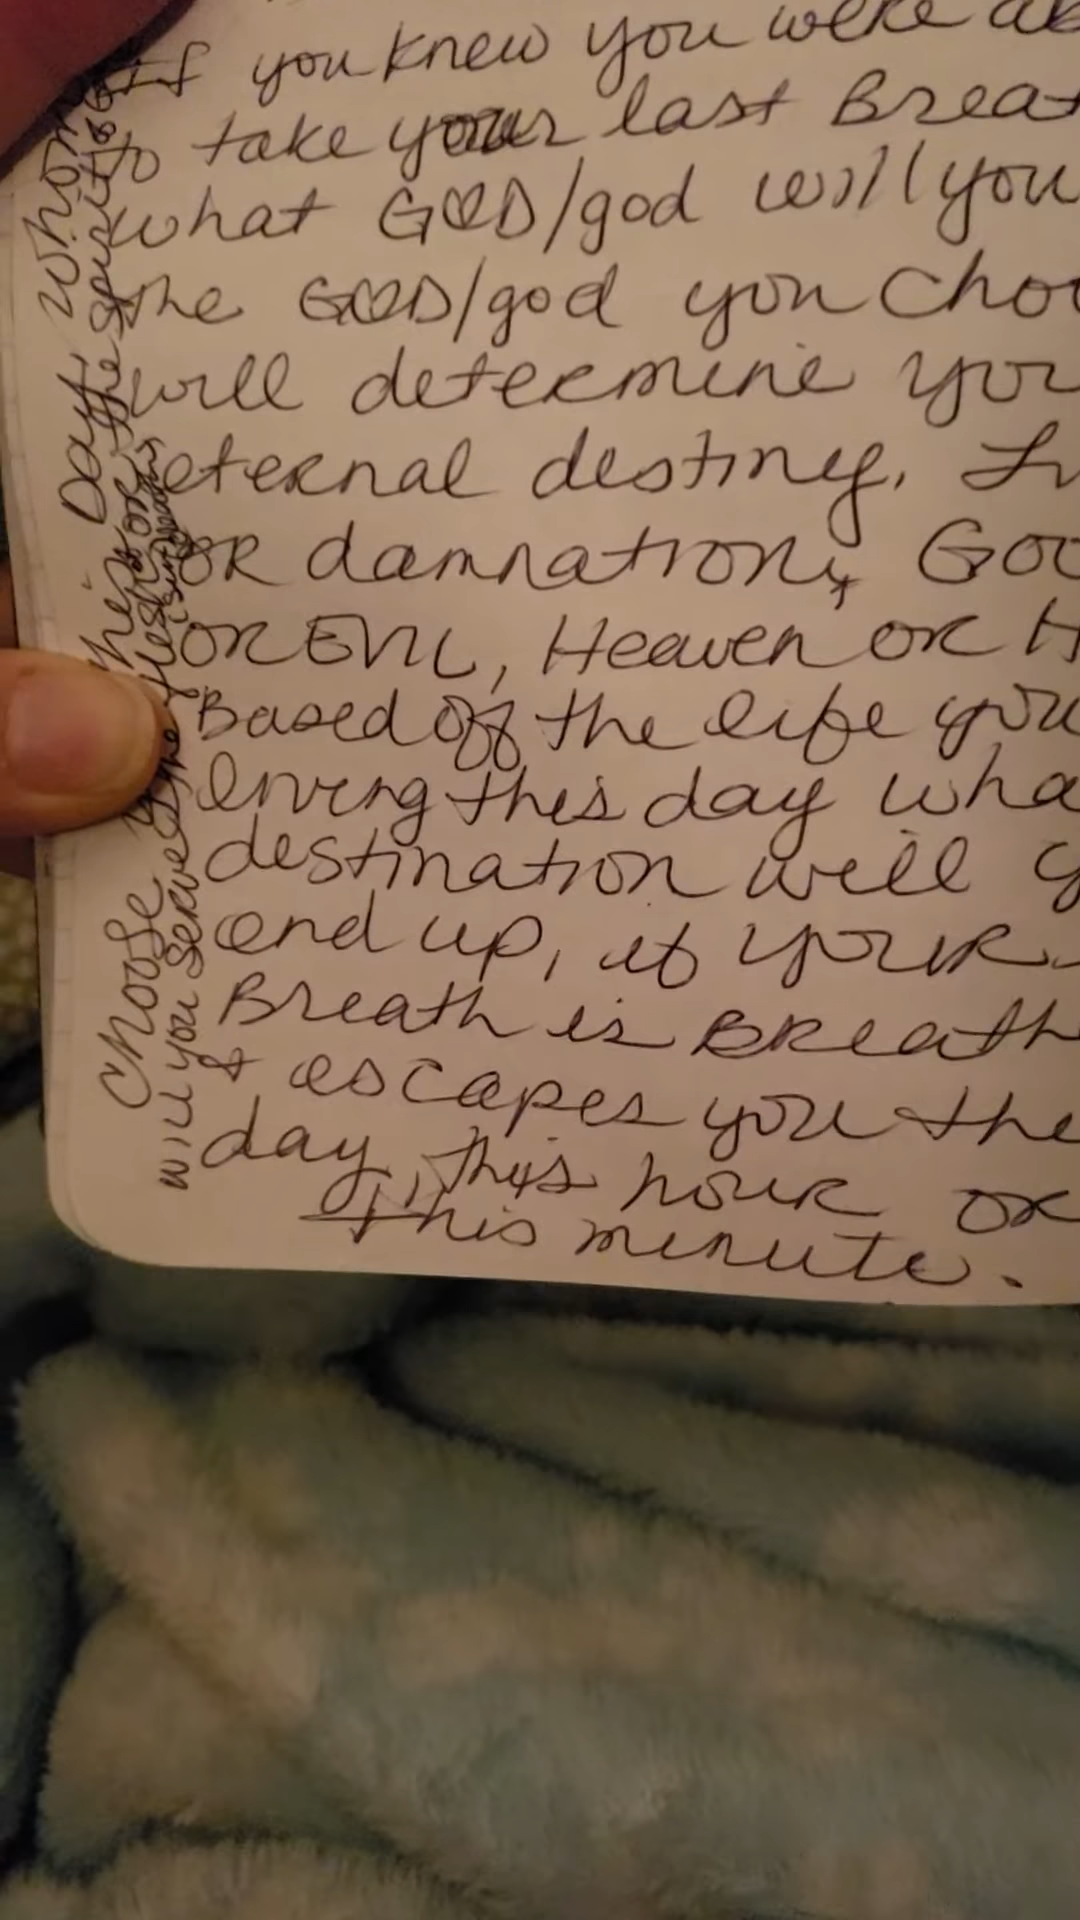 If you knew you were ab
to take your last Breat
what GOD/god will you
the GOD/god you choo
will determine you
eternal destiny. Li
OR damnation, Goo
OR EVIL, Heaven OR H
Based off the life you
living this day wha
destination will y
end up, if your
Breath is BReath
& escapes you the
day, this hour OR
this minute.
Choose this Day Whom
will you Serve! the flesh or the Spirit